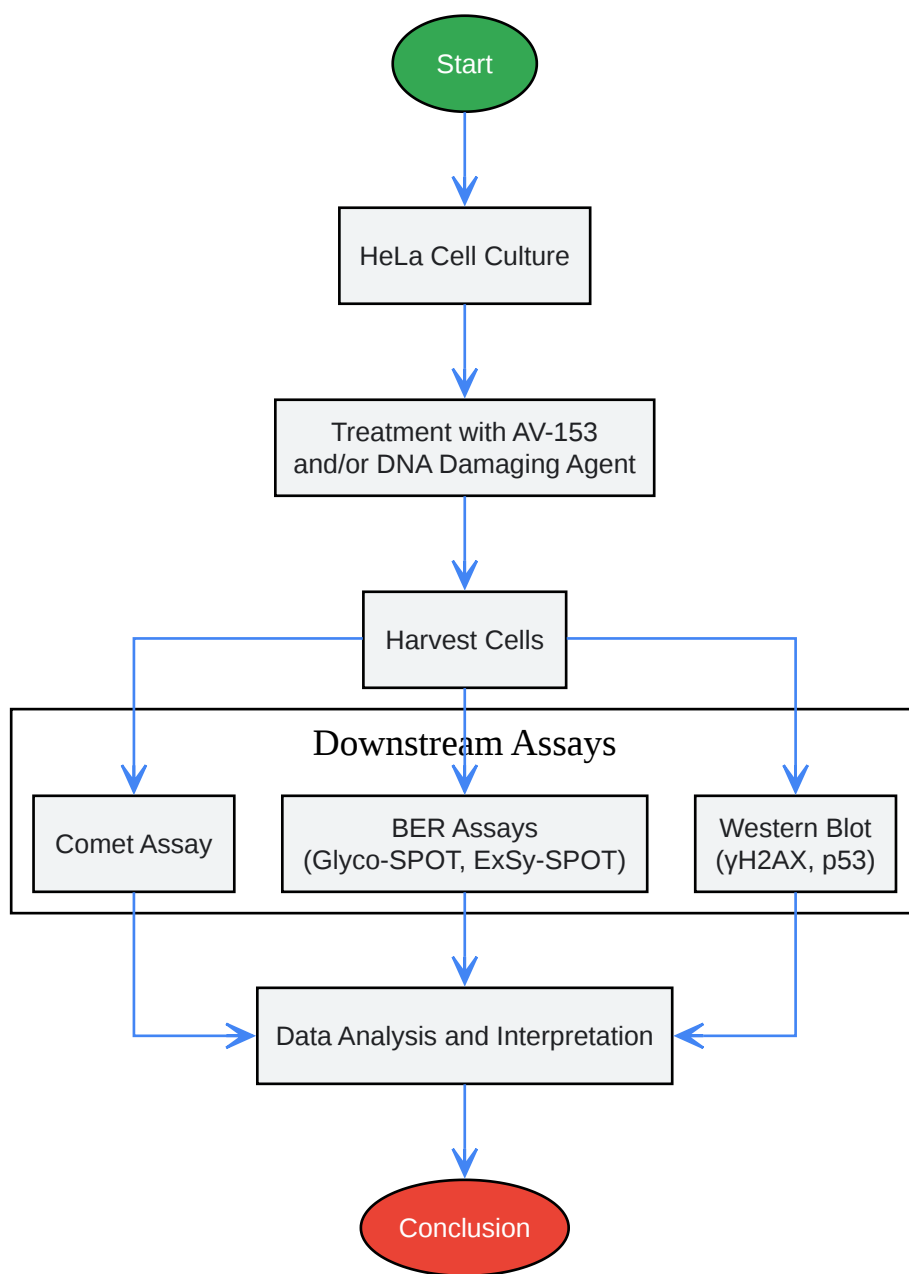 Start
HeLa Cell Culture
Treatment with AV-153
and/or DNA Damaging Agent
Harvest Cells
Downstream Assays
Comet Assay
BER Assays
(Glyco-SPOT, ExSy-SPOT)
Western Blot
(γH2AX, p53)
Data Analysis and Interpretation
Conclusion